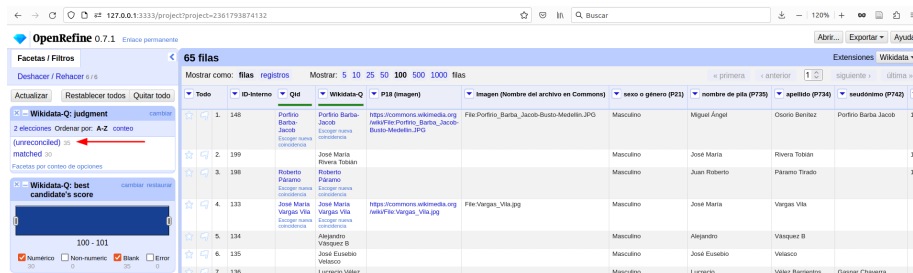 127.0.0.1:3333/project?project=2361793874132
Buscar
120%
OpenRefine 0.7.1 Enlace permanente
Abrir... Exportar Ayuda
Facetas / Filtros
Deshacer / Rehacer 6 / 6
65 filas
Extensiones Wikidata
Mostrar como: filas registros Mostrar: 5 10 25 50 100 500 1000 filas
« primera ‹ anterior 1 siguiente › última »
Actualizar Restablecer todos Quitar todo
Todo ID-Interno Qid Wikidata-Q P18 (Imagen) Imagen (Nombre del archivo en Commons) sexo o género (P21) nombre de pila (P735) apellido (P734) seudónimo (P742)
Wikidata-Q: judgment cambiar
2 elecciones Ordenar por: A-Z conteo
(unreconciled) 35
matched 30
Facetas por conteo de opciones
Wikidata-Q: best candidate's score cambiar restaurar
100 - 101
Numérico 30 Non-numeric 0 Blank 35 Error 0
1. 148 Porfirio Barba-Jacob Escoger nueva coincidencia Porfirio Barba-Jacob Escoger nueva coincidencia https://commons.wikimedia.org/wiki/File:Porfirio_Barba_Jacob-Busto-Medellin.JPG File:Porfirio_Barba_Jacob-Busto-Medellin.JPG Masculino Miguel Ángel Osorio Benítez Porfirio Barba Jacob
2. 199 José María Rivera Tobián Masculino José María Rivera Tobián
3. 198 Roberto Páramo Escoger nueva coincidencia Roberto Páramo Escoger nueva coincidencia Masculino Juan Roberto Páramo Tirado
4. 133 José María Vargas Vila Escoger nueva coincidencia José María Vargas Vila Escoger nueva coincidencia https://commons.wikimedia.org/wiki/File:Vargas_Vila.jpg File:Vargas_Vila.jpg Masculino José María Vargas Vila
5. 134 Alejandro Vásquez B Masculino Alejandro Vásquez B
6. 135 José Eusebio Velasco Masculino José Eusebio Velasco
7. 136 Lucrecio Vélez Masculino Lucrecio Vélez Barrientos Gaspar Chaverra